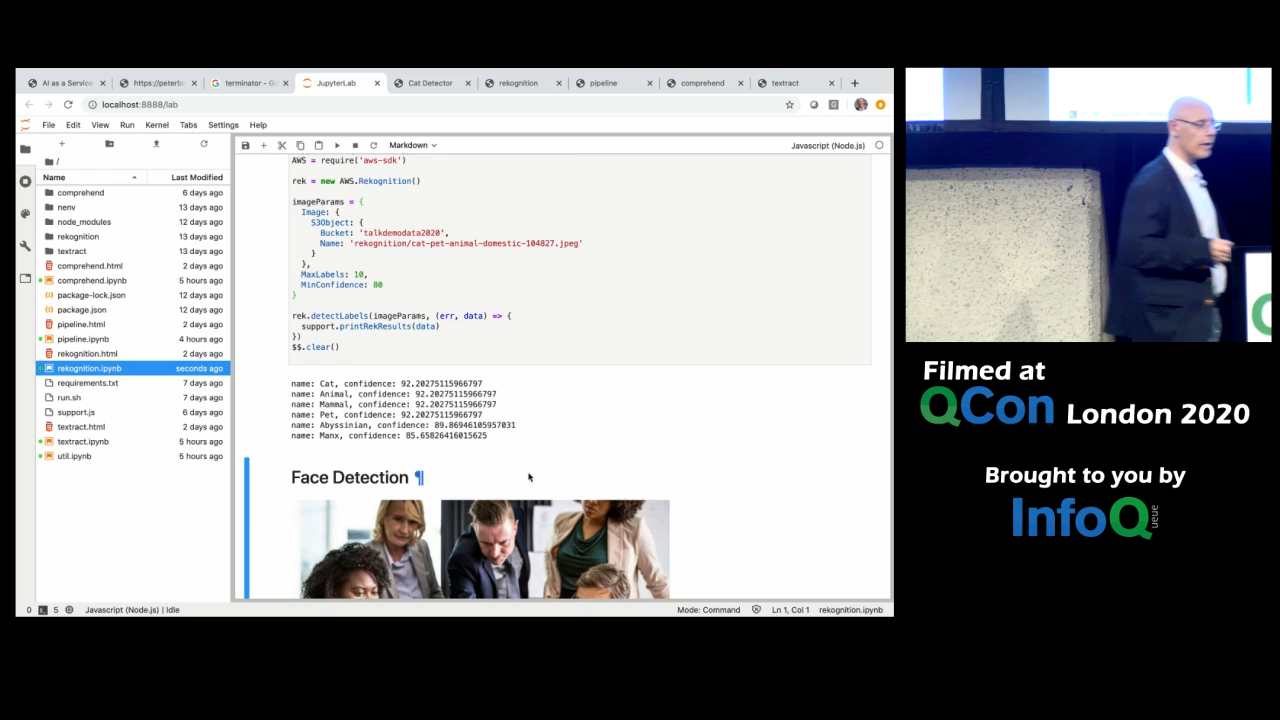 AI as a Service
https://peterb
terminator - G
JupyterLab
Cat Detector
rekognition
pipeline
comprehend
textract
localhost:8888/lab
File Edit View Run Kernel Tabs Settings Help
Markdown
Javascript (Node.js)
/
Name Last Modified
comprehend 6 days ago
nenv 13 days ago
node_modules 12 days ago
rekognition 13 days ago
textract 13 days ago
comprehend.html 2 days ago
comprehend.ipynb 5 hours ago
package-lock.json 12 days ago
package.json 12 days ago
pipeline.html 2 days ago
pipeline.ipynb 4 hours ago
rekognition.html 2 days ago
rekognition.ipynb seconds ago
requirements.txt 7 days ago
run.sh 7 days ago
support.js 6 days ago
textract.html 2 days ago
textract.ipynb 5 hours ago
util.ipynb 5 hours ago
AWS = require('aws-sdk')
rek = new AWS.Rekognition()
imageParams = {
Image: {
S3Object: {
Bucket: 'talkdemodata2020',
Name: 'rekognition/cat-pet-animal-domestic-104827.jpeg'
}
},
MaxLabels: 10,
MinConfidence: 80
}
rek.detectLabels(imageParams, (err, data) => {
support.printRekResults(data)
})
$$.clear()
name: Cat, confidence: 92.20275115966797
name: Animal, confidence: 92.20275115966797
name: Mammal, confidence: 92.20275115966797
name: Pet, confidence: 92.20275115966797
name: Abyssinian, confidence: 89.86946105957031
name: Manx, confidence: 85.65826416015625
Face Detection ¶
0 5 Javascript (Node.js) | Idle
Mode: Command Ln 1, Col 1 rekognition.ipynb
Filmed at
QCon London 2020
Brought to you by
InfoQ
ueue